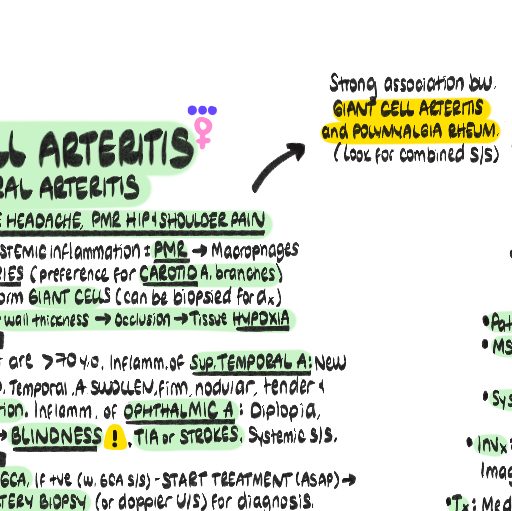 Strong association b/w.
GIANT CELL ARTERITIS
and POLYMYALGIA RHEUM.
(look for combined S/S)
LL ARTERITIS
RAL ARTERITIS
E HEADACHE, PMR HIP & SHOULDER PAIN
STEMIC inflammation ± PMR → Macrophages
RIES (preference for CAROTID A. branches)
orm GIANT CELLS (can be biopsied for dx)
wall thickness → occlusion → Tissue HYPOXIA
are >70 y.o. Inflamm. of Sup. TEMPORAL A: New
Temporal .A SWOLLEN, firm, nodular, tender &
ion. Inflamm. of OPHTHALMIC A : Diplopia,
→ BLINDNESS ! , TIA or STROKES, Systemic S/S.
GCA, IF +ve (w. GCA S/S) - START TREATMENT (ASAP) →
TERY BIOPSY (or doppler U/S) for diagnosis.
• Pat
• MS
• Sys
• Invx:
Imag
• Tx: Med